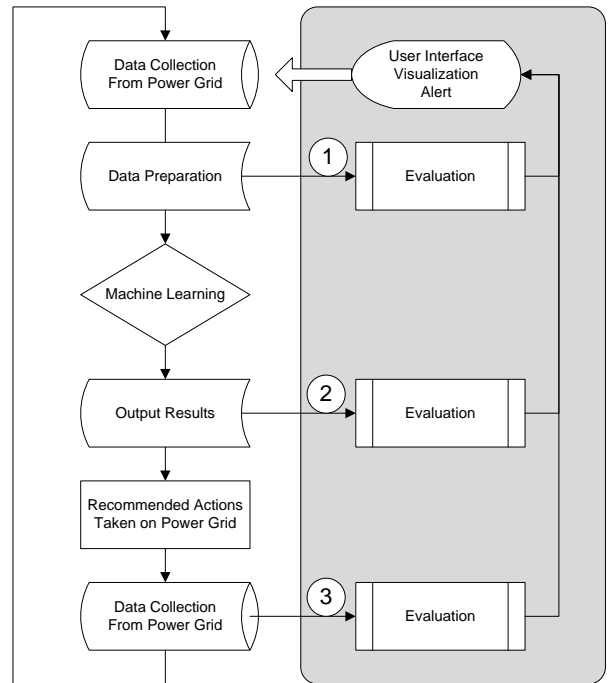 Data Collection
From Power Grid
User Interface
Visualization
Alert
Data Preparation
1
Evaluation
Machine Learning
Output Results
2
Evaluation
Recommended Actions
Taken on Power Grid
Data Collection
From Power Grid
3
Evaluation